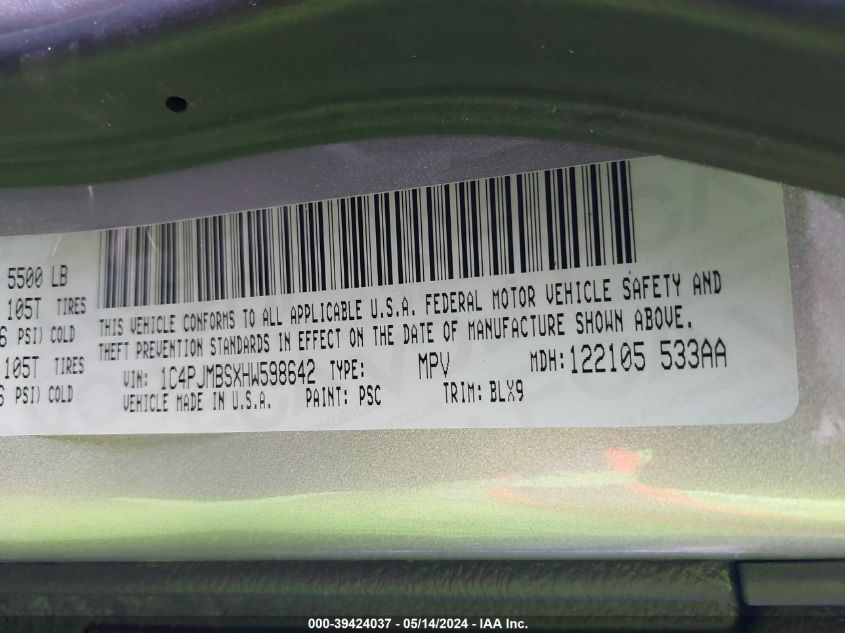 5500 LB
105T TIRES
6 PSI) COLD
105T TIRES
6 PSI) COLD
THIS VEHICLE CONFORMS TO ALL APPLICABLE U.S.A. FEDERAL MOTOR VEHICLE SAFETY AND
THEFT PREVENTION STANDARDS IN EFFECT ON THE DATE OF MANUFACTURE SHOWN ABOVE.
VIN: 1C4PJMBSXHW598642 TYPE: MPV MDH: 122105 533AA
VEHICLE MADE IN U.S.A. PAINT: PSC TRIM: BLX9
000-39424037 - 05/14/2024 - IAA Inc.